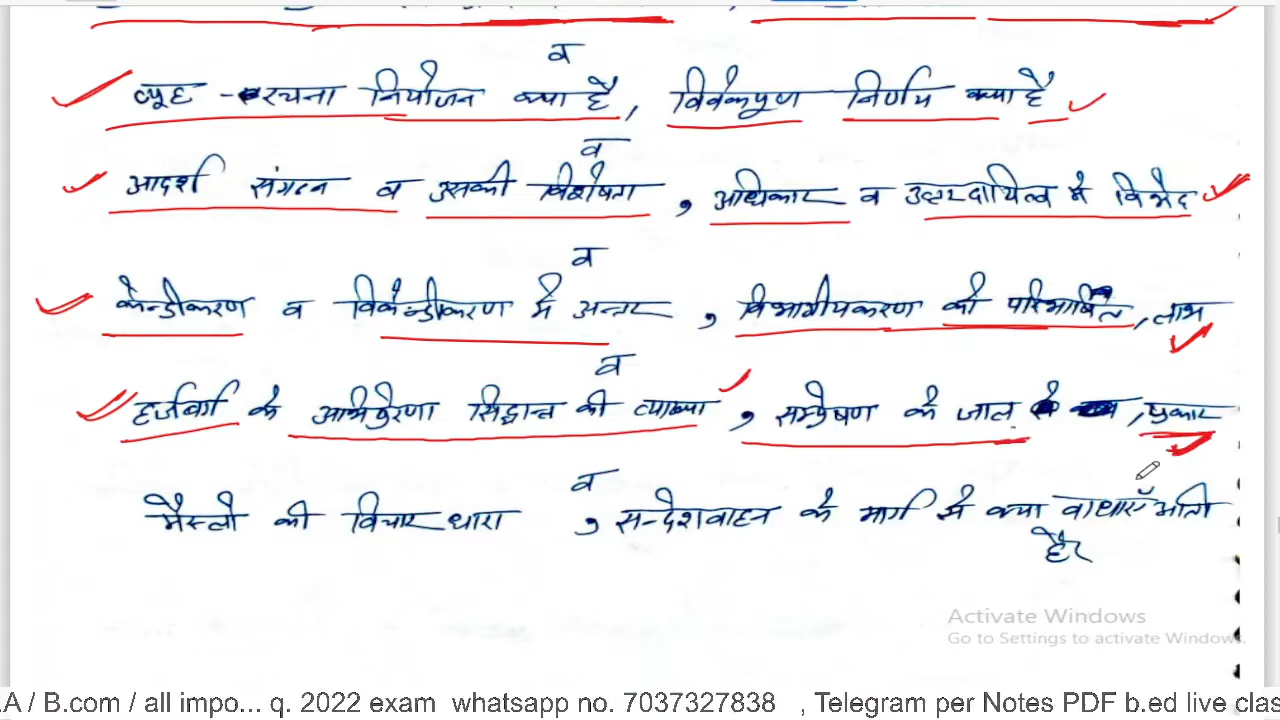 व
व्यूह - रचना नियोजन क्या है, विवेकपूण निर्णय क्या है
व
आदर्श संगठन व उसकी विशेषता, अधिकार व उत्तरदायित्व में विभेद
व
केन्द्रीकरण व विकेन्द्रीकरण में अन्तर, विभागीयकरण की परिभाषित, लाभ
व
हर्जबर्ग के अभिप्रेरणा सिद्धान्त की व्याख्या, सम्प्रेषण के जाल, प्रकार
व
मैस्लो की विचारधारा, सन्देशवाहन के मार्ग में क्या बाधाएँ आती
है?
Activate Windows
Go to Settings to activate Windows.
.A / B.com / all impo... q. 2022 exam whatsapp no. 7037327838 , Telegram per Notes PDF b.ed live clas